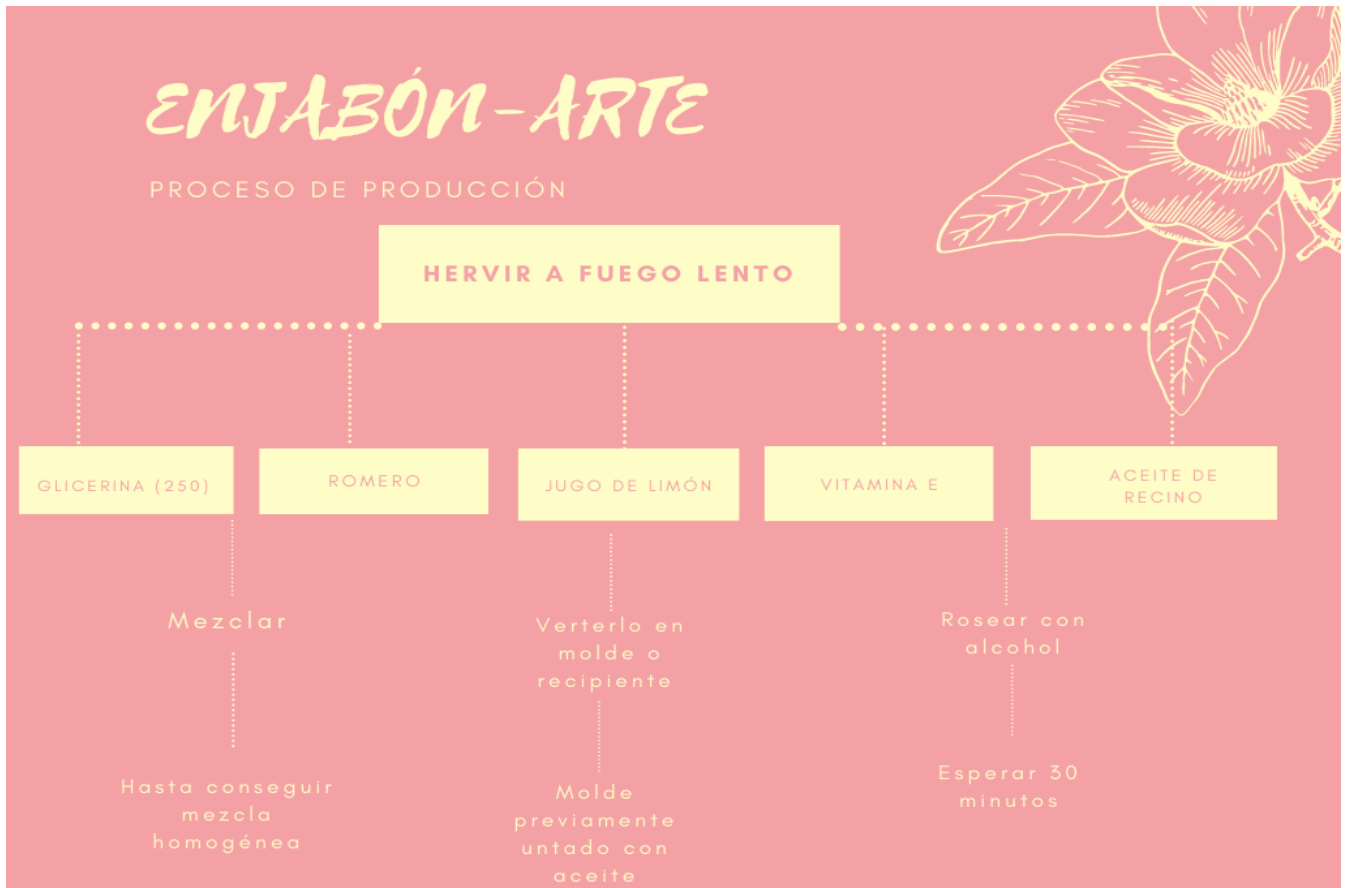 ENJABÓN-ARTE
PROCESO DE PRODUCCIÓN
HERVIR A FUEGO LENTO
GLICERINA (250)
ROMERO
JUGO DE LIMÓN
VITAMINA E
ACEITE DE
RECINO
Mezclar
Hasta conseguir
mezcla
homogénea
Verterlo en
molde o
recipiente
Molde
previamente
untado con
aceite
Rosear con
alcohol
Esperar 30
minutos